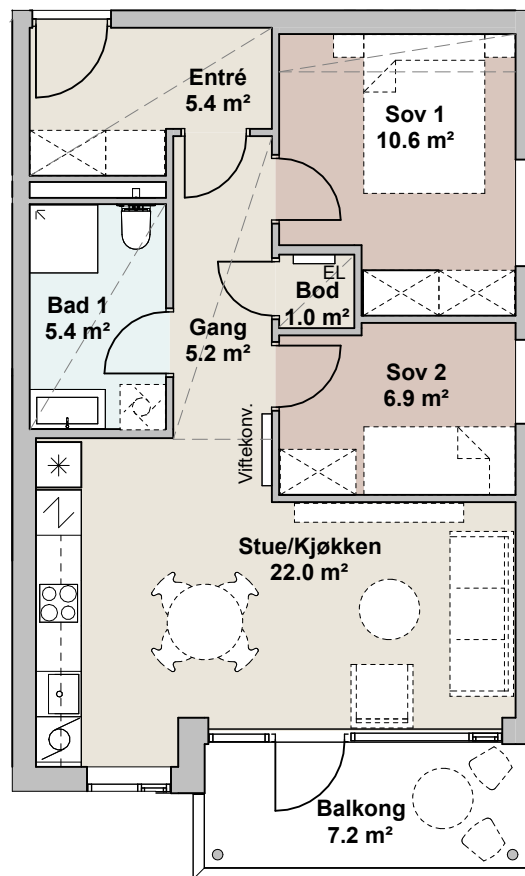 Entré
5.4 m²
Sov 1
10.6 m²
EL
Bod
1.0 m²
Bad 1
5.4 m²
Gang
5.2 m²
Sov 2
6.9 m²
Viftekonv.
Stue/Kjøkken
22.0 m²
Balkong
7.2 m²